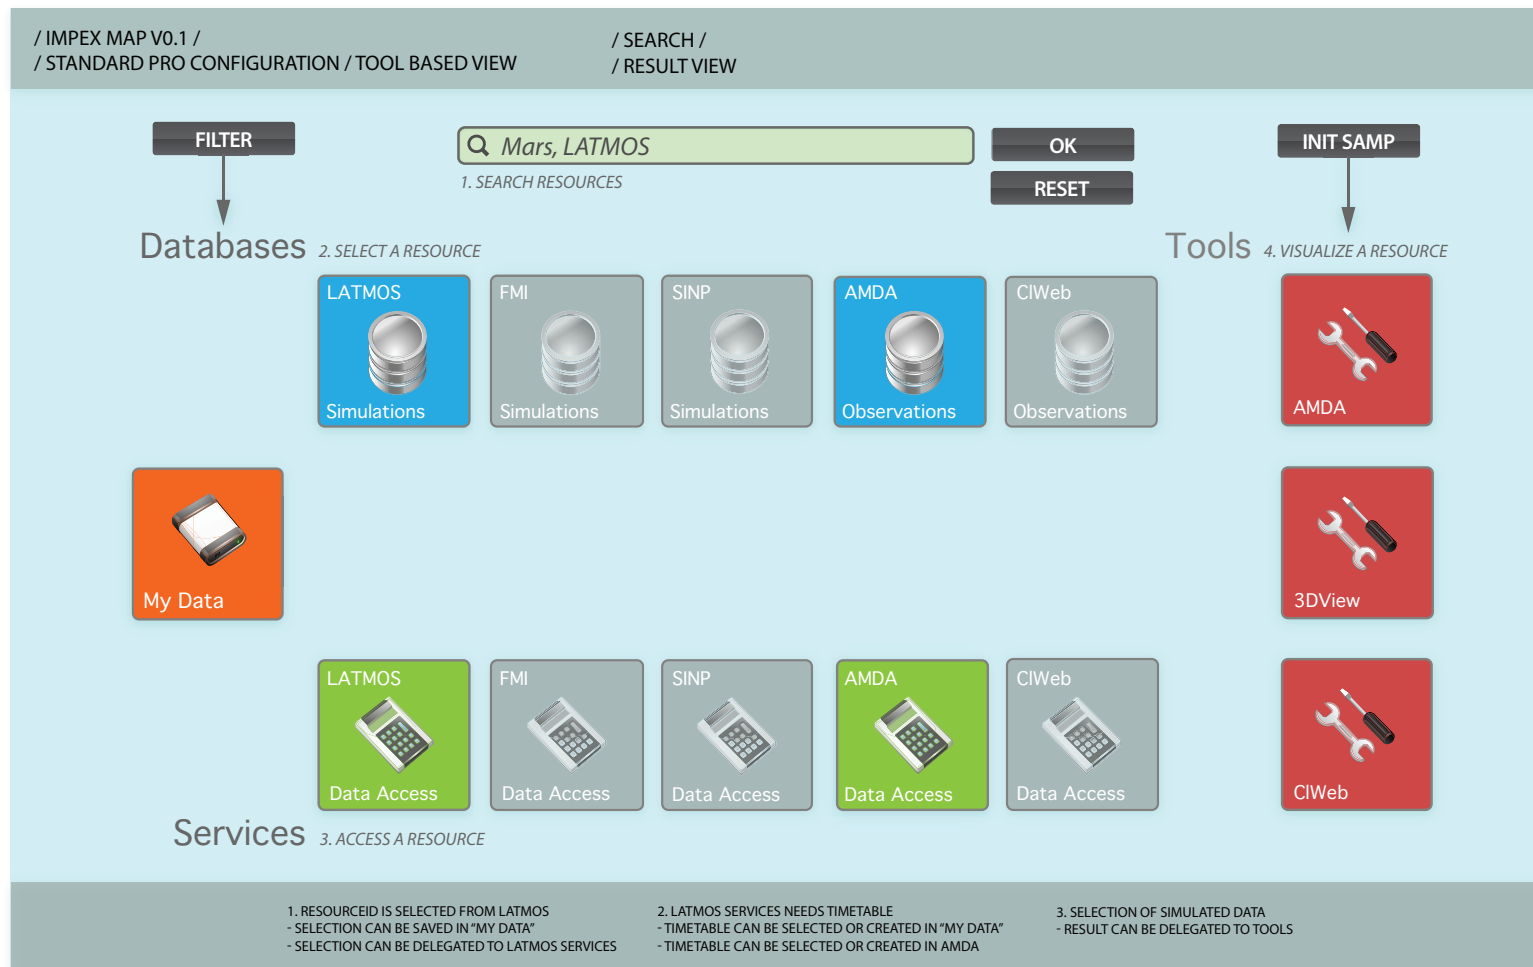 / IMPEX MAP V0.1 /
/ STANDARD PRO CONFIGURATION / TOOL BASED VIEW
/ SEARCH /
/ RESULT VIEW
FILTER
Mars, LATMOS
OK
INIT SAMP
1. SEARCH RESOURCES
RESET
Databases 2. SELECT A RESOURCE
Tools 4. VISUALIZE A RESOURCE
LATMOS
Simulations
FMI
Simulations
SINP
Simulations
AMDA
Observations
ClWeb
Observations
AMDA
My Data
3DView
LATMOS
Data Access
FMI
Data Access
SINP
Data Access
AMDA
Data Access
ClWeb
Data Access
ClWeb
Services 3. ACCESS A RESOURCE
1. RESOURCEID IS SELECTED FROM LATMOS
- SELECTION CAN BE SAVED IN "MY DATA"
- SELECTION CAN BE DELEGATED TO LATMOS SERVICES
2. LATMOS SERVICES NEEDS TIMETABLE
- TIMETABLE CAN BE SELECTED OR CREATED IN "MY DATA"
- TIMETABLE CAN BE SELECTED OR CREATED IN AMDA
3. SELECTION OF SIMULATED DATA
- RESULT CAN BE DELEGATED TO TOOLS